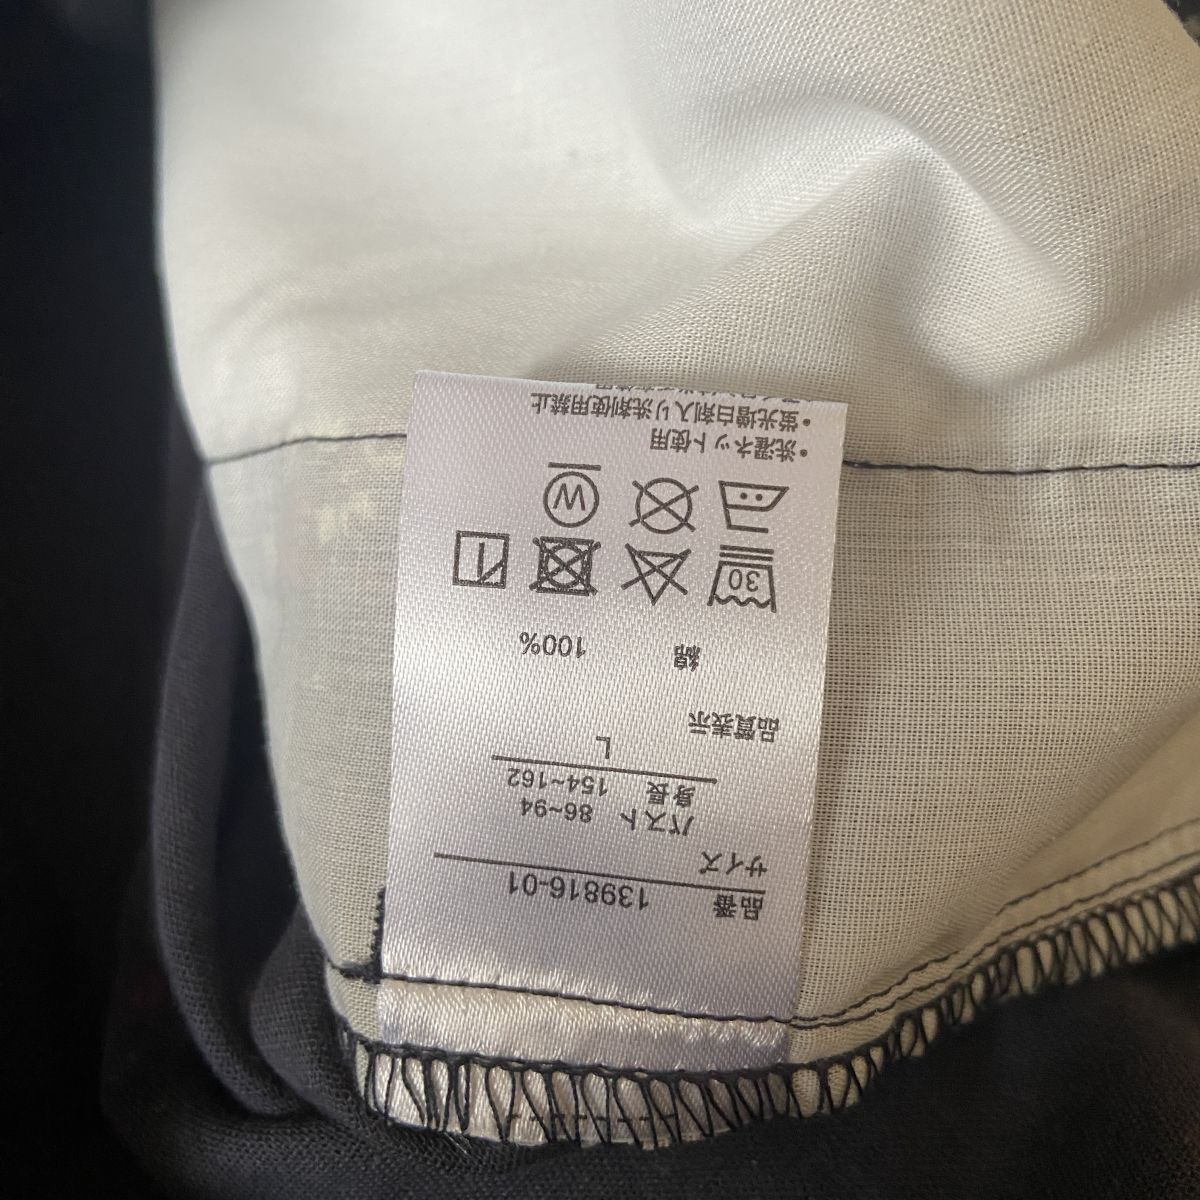 品番 139816-01
サイズ
バスト 86~94
身長 154~162
L
品質表示
綿 100%
30
W
・洗濯ネット使用
・蛍光増白剤入り洗剤使用禁止